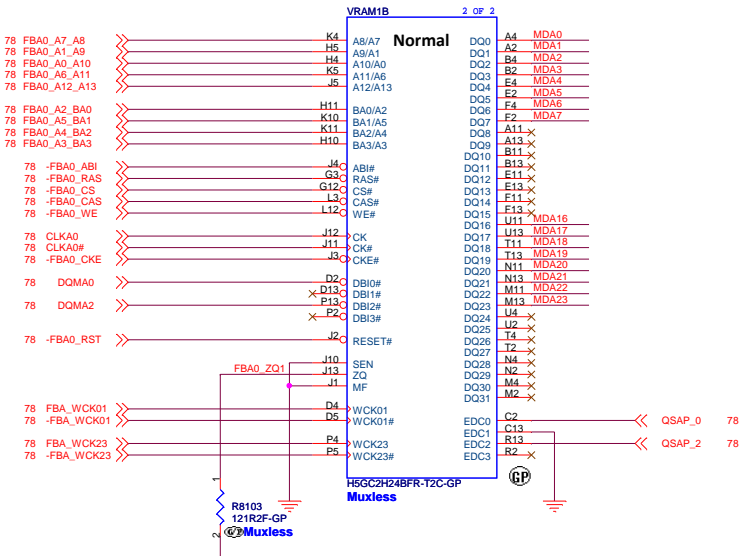 VRAM1B 2 OF 2
Normal
78 FBA0_A7_A8 K4 A8/A7 DQ0 A4 MDA0
78 FBA0_A1_A9 H5 A9/A1 DQ1 A2 MDA1
78 FBA0_A0_A10 H4 A10/A0 DQ2 B4 MDA2
78 FBA0_A6_A11 K5 A11/A6 DQ3 B2 MDA3
78 FBA0_A12_A13 J5 A12/A13 DQ4 E4 MDA4
DQ5 E2 MDA5
78 FBA0_A2_BA0 H11 BA0/A2 DQ6 F4 MDA6
78 FBA0_A5_BA1 K10 BA1/A5 DQ7 F2 MDA7
78 FBA0_A4_BA2 K11 BA2/A4 DQ8 A11
78 FBA0_A3_BA3 H10 BA3/A3 DQ9 A13
DQ10 B11
78 -FBA0_ABI J4 ABI# DQ11 B13
78 -FBA0_RAS G3 RAS# DQ12 E11
78 -FBA0_CS G12 CS# DQ13 E13
78 -FBA0_CAS L3 CAS# DQ14 F11
78 -FBA0_WE L12 WE# DQ15 F13
DQ16 U11 MDA16
78 CLKA0 J12 CK DQ17 U13 MDA17
78 CLKA0# J11 CK# DQ18 T11 MDA18
78 -FBA0_CKE J3 CKE# DQ19 T13 MDA19
DQ20 N11 MDA20
78 DQMA0 D2 DBI0# DQ21 N13 MDA21
D13 DBI1# DQ22 M11 MDA22
78 DQMA2 P13 DBI2# DQ23 M13 MDA23
P2 DBI3# DQ24 U4
DQ25 U2
78 -FBA0_RST J2 RESET# DQ26 T4
DQ27 T2
J10 SEN DQ28 N4
FBA0_ZQ1 J13 ZQ DQ29 N2
J1 MF DQ30 M4
DQ31 M2
78 FBA_WCK01 D4 WCK01
78 -FBA_WCK01 D5 WCK01# EDC0 C2 QSAP_0 78
EDC1 C13
78 FBA_WCK23 P4 WCK23 EDC2 R13 QSAP_2 78
78 -FBA_WCK23 P5 WCK23# EDC3 R2
GP
H5GC2H24BFR-T2C-GP
Muxless
1
R8103
121R2F-GP
2 GP Muxless